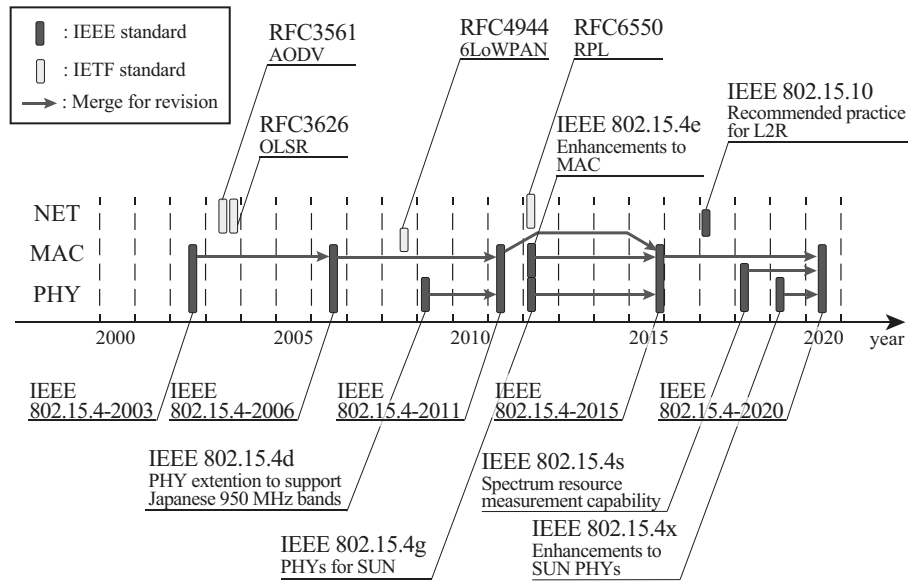 : IEEE standard
: IETF standard
: Merge for revision
RFC3561
AODV
RFC3626
OLSR
RFC4944
6LoWPAN
RFC6550
RPL
IEEE 802.15.4e
Enhancements to
MAC
IEEE 802.15.10
Recommended practice
for L2R
NET
MAC
PHY
2000
2005
2010
2015
2020
year
IEEE
802.15.4-2003
IEEE
802.15.4-2006
IEEE
802.15.4-2011
IEEE
802.15.4-2015
IEEE
802.15.4-2020
IEEE 802.15.4d
PHY extention to support
Japanese 950 MHz bands
IEEE 802.15.4s
Spectrum resource
measurement capability
IEEE 802.15.4g
PHYs for SUN
IEEE 802.15.4x
Enhancements to
SUN PHYs